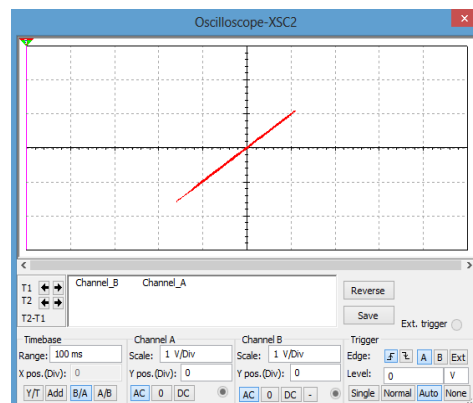 Oscilloscope-XSC2
T1
T2
T2-T1
Channel_B Channel_A
Reverse
Save
Ext. trigger
Timebase
Range: 100 ms
X pos.(Div): 0
Y/T Add B/A A/B
Channel A
Scale: 1 V/Div
Y pos.(Div): 0
AC 0 DC
Channel B
Scale: 1 V/Div
Y pos.(Div): 0
AC 0 DC -
Trigger
Edge: A B Ext
Level: 0 V
Single Normal Auto None